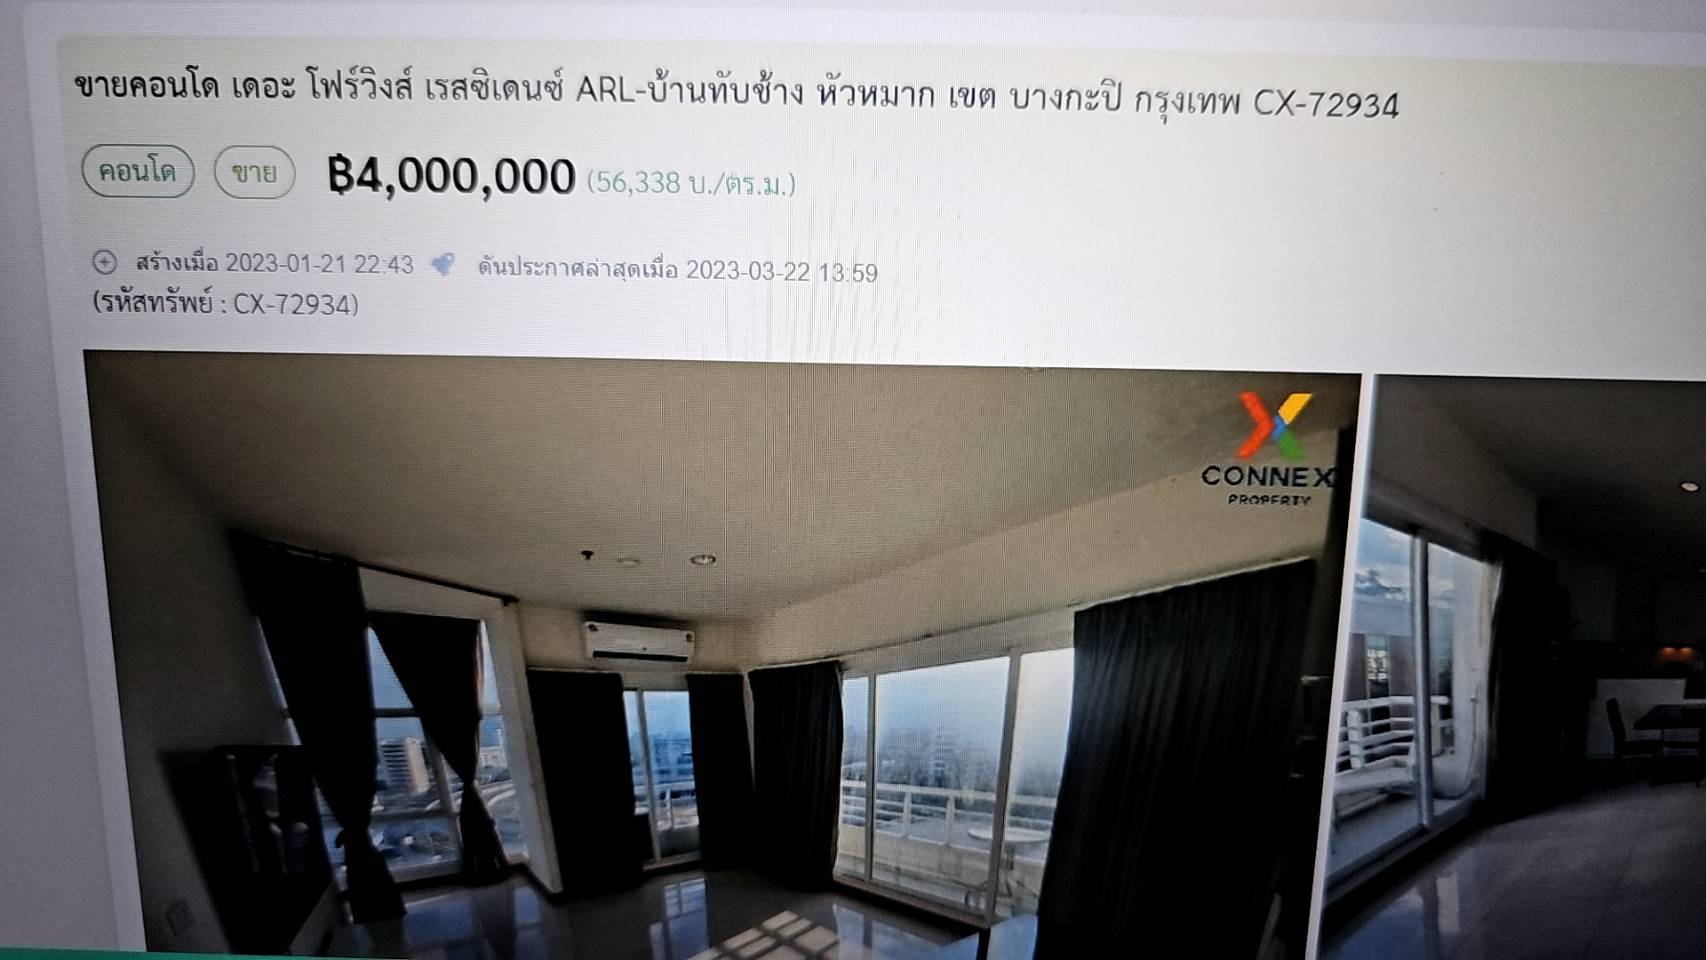 ขายคอนโด เดอะ โฟร์วิงส์ เรสซิเดนซ์ ARL-บ้านทับช้าง หัวหมาก เขต บางกะปิ กรุงเทพ CX-72934
คอนโด ขาย ฿4,000,000 (56,338 บ./ตร.ม.)
สร้างเมื่อ 2023-01-21 22:43 ดันประกาศล่าสุดเมื่อ 2023-03-22 13:59
(รหัสทรัพย์ : CX-72934)
CONNEX
PROPERTY